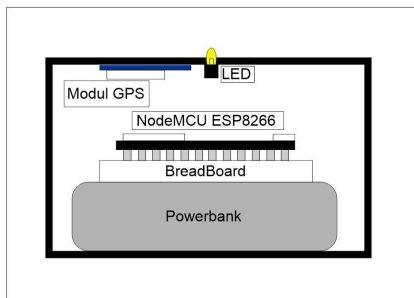 LED
Modul GPS
NodeMCU ESP8266
BreadBoard
Powerbank